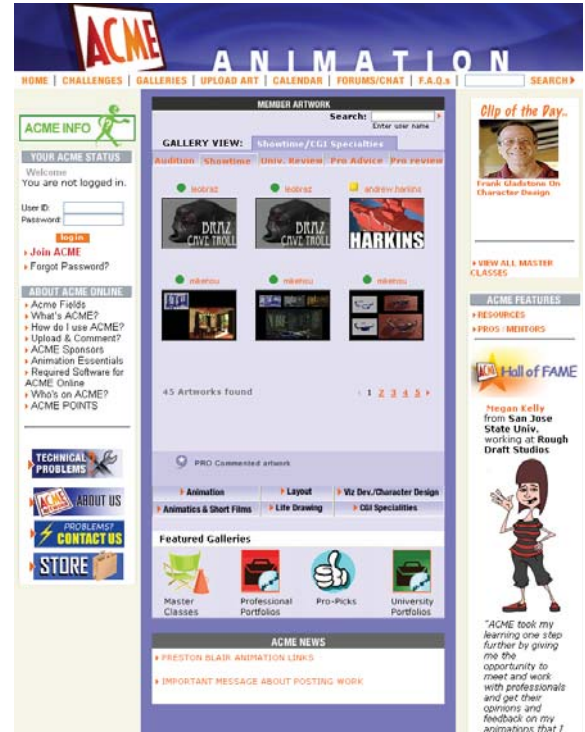 ACME
ANIMATION
HOME | CHALLENGES | GALLERIES | UPLOAD ART | CALENDAR | FORUMS/CHAT | F.A.Q.s | SEARCH
ACME INFO
YOUR ACME STATUS
Welcome
You are not logged in.
User ID:
Password:
login
Join ACME
Forgot Password?
ABOUT ACME ONLINE
Acme Fields
What's ACME?
How do I use ACME?
Upload & Comment?
ACME Sponsors
Animation Essentials
Required Software for
ACME Online
Who's on ACME?
ACME POINTS
TECHNICAL
PROBLEMS
ACME
ABOUT US
PROBLEMS?
CONTACT US
STORE
MEMBER ARTWORK
Search:
Enter user name
GALLERY VIEW: Showtime/CGI Specialties
Audition Showtime Univ. Review Pro Advice Pro review
leobraz leobraz andrew.harkins
BRAZ
CAVE TROLL
BRAZ
CAVE TROLL
HARKINS
mikensu mikensu mikensu
45 Artworks found
1 2 3 4 5
PRO Commented artwork
Animation Layout Viz Dev./Character Design
Animatics & Short Films Life Drawing CGI Specialities
Featured Galleries
Master
Classes
Professional
Portfolios
Pro-Picks
University
Portfolios
ACME NEWS
PRESTON BLAIR ANIMATION LINKS
IMPORTANT MESSAGE ABOUT POSTING WORK
Clip of the Day..
Frank Gladstone On
Character Design
VIEW ALL MASTER
CLASSES
ACME FEATURES
RESOURCES
PROS : MENTORS
ACME Hall of FAME
Megan Kelly
from San Jose
State Univ.
working at Rough
Draft Studios
"ACME took my
learning one step
further by giving
me the
opportunity to
meet and work
with professionals
and get their
opinions and
feedback on my
animations that I